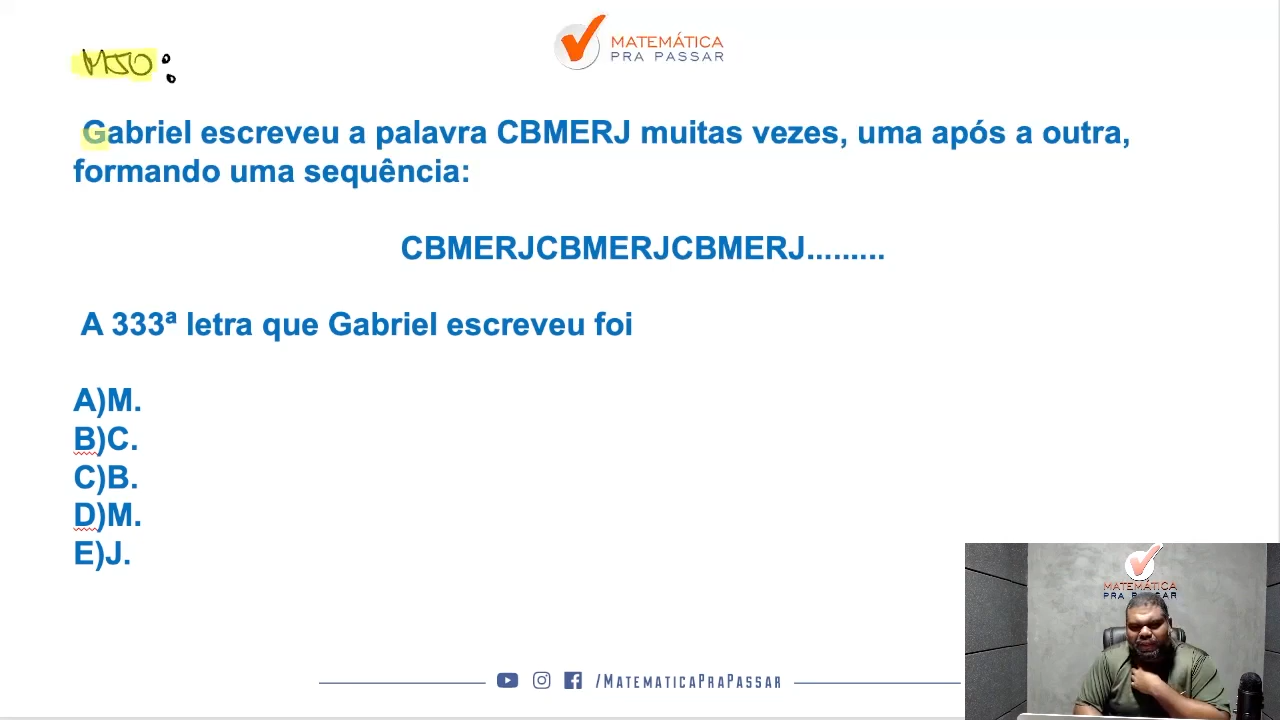 MATEMÁTICA
PRA PASSAR
Gabriel escreveu a palavra CBMERJ muitas vezes, uma após a outra,
formando uma sequência:
CBMERJCBMERJCBMERJ.........
A 333ª letra que Gabriel escreveu foi
A)M.
B)C.
C)B.
D)M.
E)J.
MATEMÁTICA
PRA PASSAR
/MATEMATICAPRAPASSAR